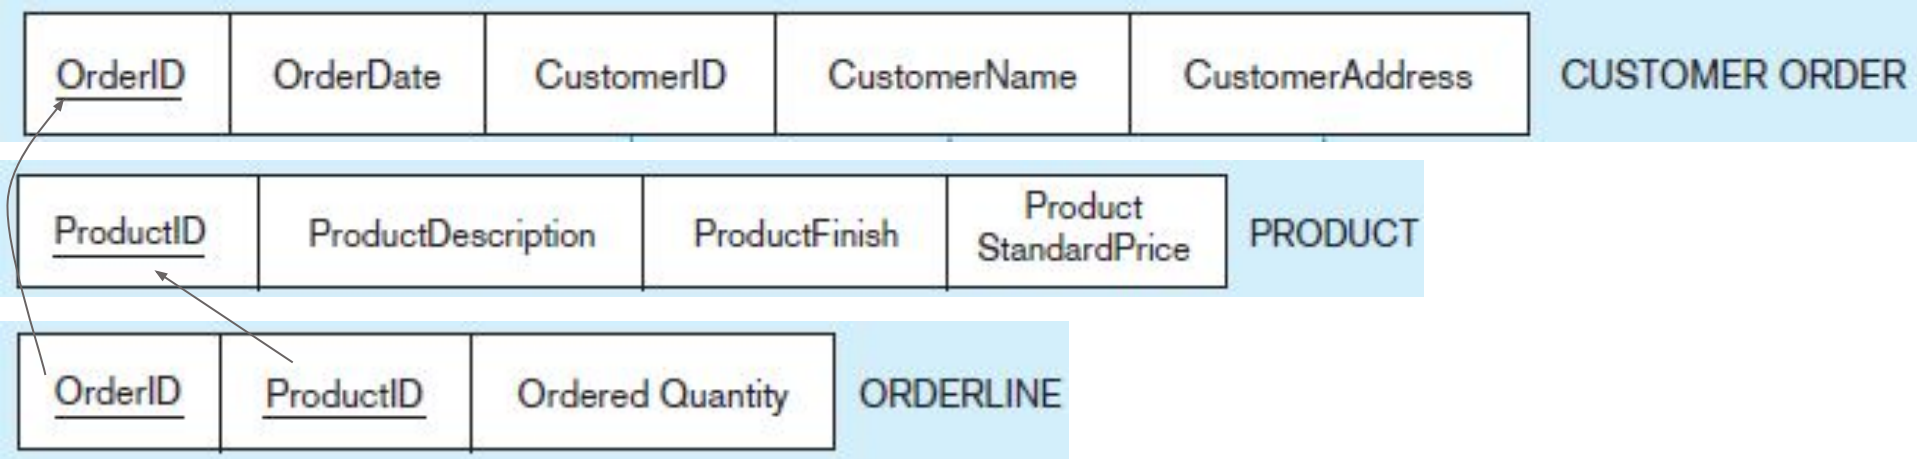 OrderID OrderDate CustomerID CustomerName CustomerAddress CUSTOMER ORDER
ProductID ProductDescription ProductFinish Product StandardPrice PRODUCT
OrderID ProductID Ordered Quantity ORDERLINE